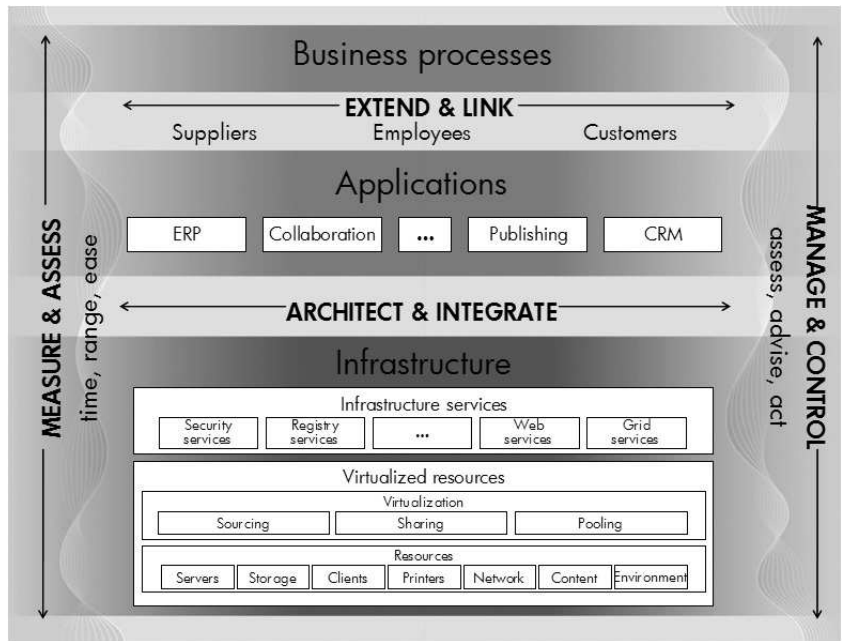 Business processes
EXTEND & LINK
Suppliers Employees Customers
Applications
ERP Collaboration ... Publishing CRM
ARCHITECT & INTEGRATE
Infrastructure
Infrastructure services
Security services
Registry services
...
Web services
Grid services
Virtualized resources
Virtualization
Sourcing Sharing Pooling
Resources
Servers Storage Clients Printers Network Content Environment
MEASURE & ASSESS
time, range, ease
MANAGE & CONTROL
assess, advise, act